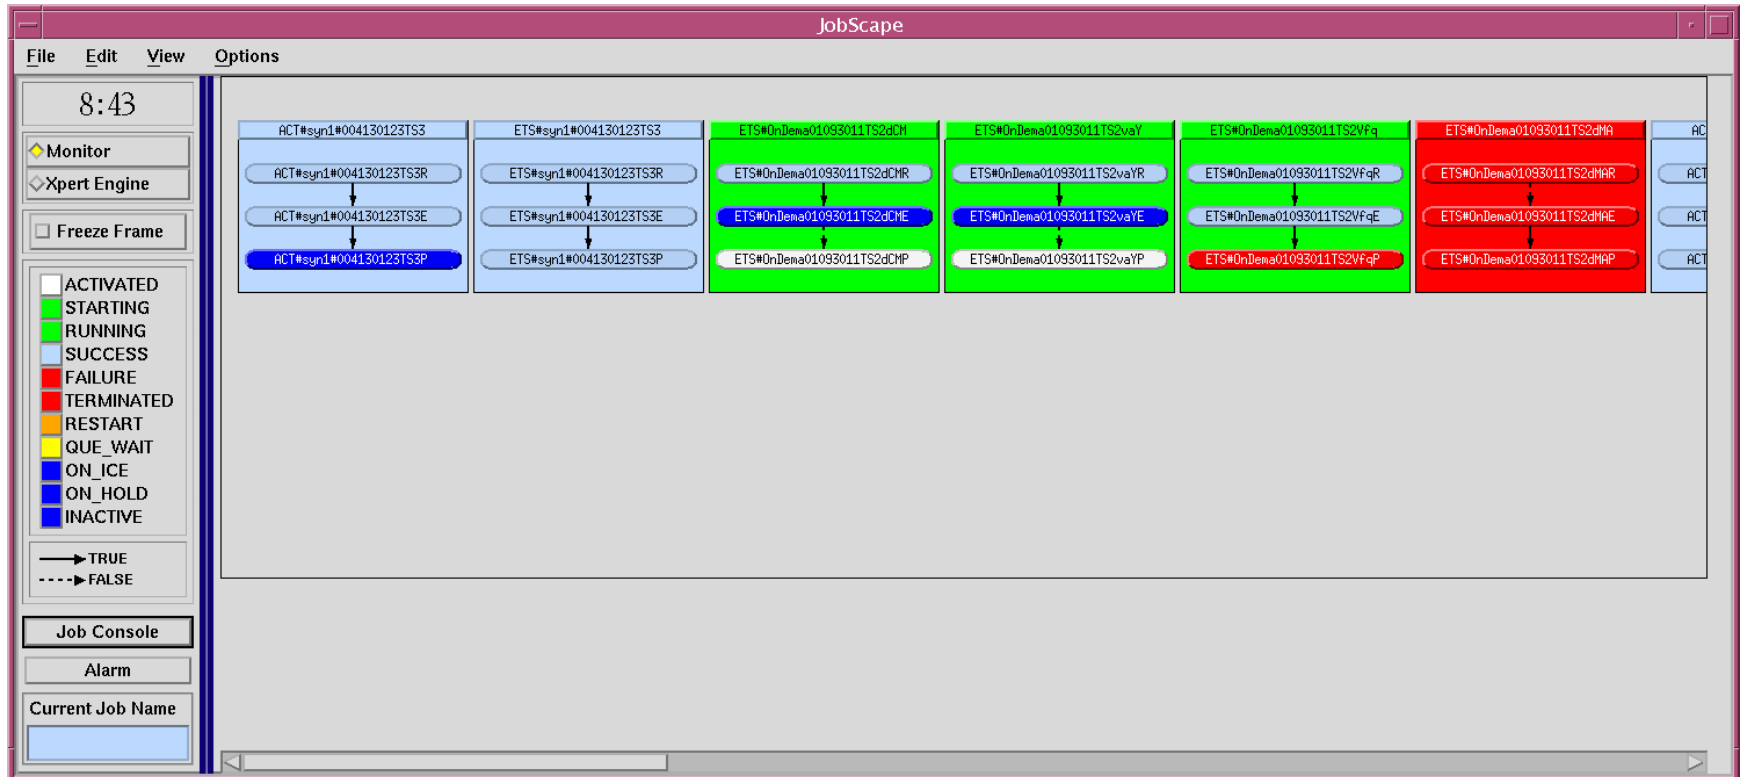 JobScape
File Edit View Options
8:43
Monitor
Xpert Engine
Freeze Frame
ACTIVATED
STARTING
RUNNING
SUCCESS
FAILURE
TERMINATED
RESTART
QUE_WAIT
ON_ICE
ON_HOLD
INACTIVE
TRUE
FALSE
Job Console
Alarm
Current Job Name
ACT#syn1#004130123TS3
ACT#syn1#004130123TS3R
ACT#syn1#004130123TS3E
ACT#syn1#004130123TS3P
ETS#syn1#004130123TS3
ETS#syn1#004130123TS3R
ETS#syn1#004130123TS3E
ETS#syn1#004130123TS3P
ETS#OnDema01093011TS2dCM
ETS#OnDema01093011TS2dCMR
ETS#OnDema01093011TS2dCME
ETS#OnDema01093011TS2dCMP
ETS#OnDema01093011TS2vaY
ETS#OnDema01093011TS2vaYR
ETS#OnDema01093011TS2vaYE
ETS#OnDema01093011TS2vaYP
ETS#OnDema01093011TS2Vfq
ETS#OnDema01093011TS2VfqR
ETS#OnDema01093011TS2VfqE
ETS#OnDema01093011TS2VfqP
ETS#OnDema01093011TS2dMA
ETS#OnDema01093011TS2dMAR
ETS#OnDema01093011TS2dMAE
ETS#OnDema01093011TS2dMAP
AC
ACT
ACT
ACT